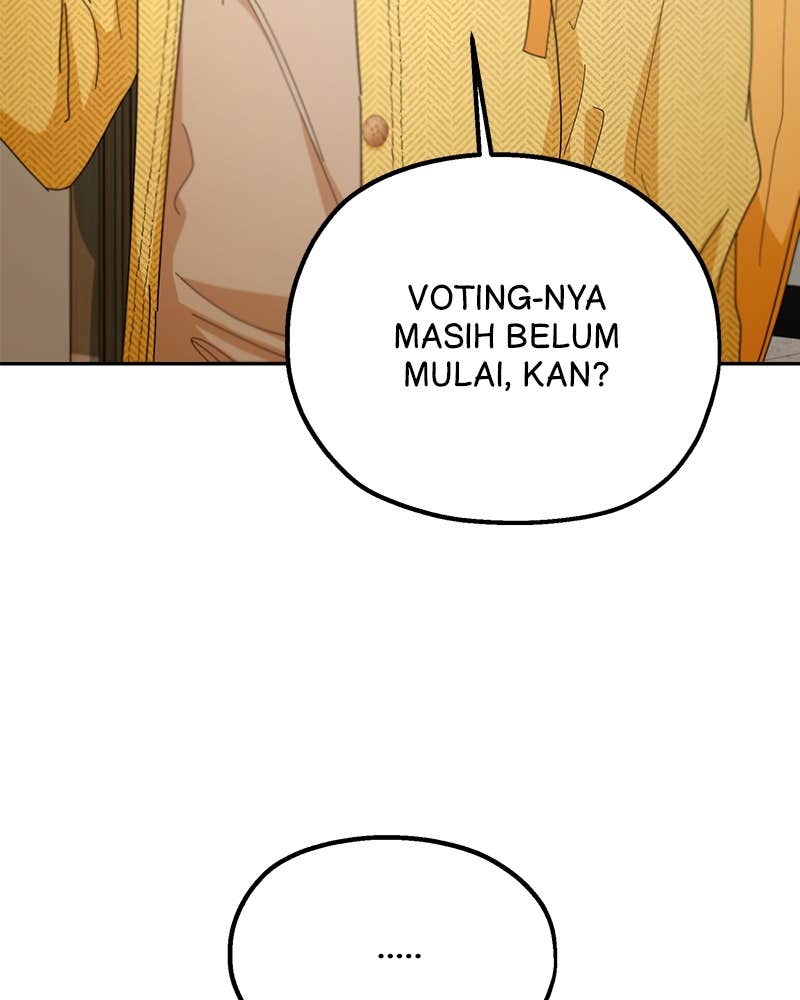 VOTING-NYA
MASIH BELUM
MULAI, KAN?
.....